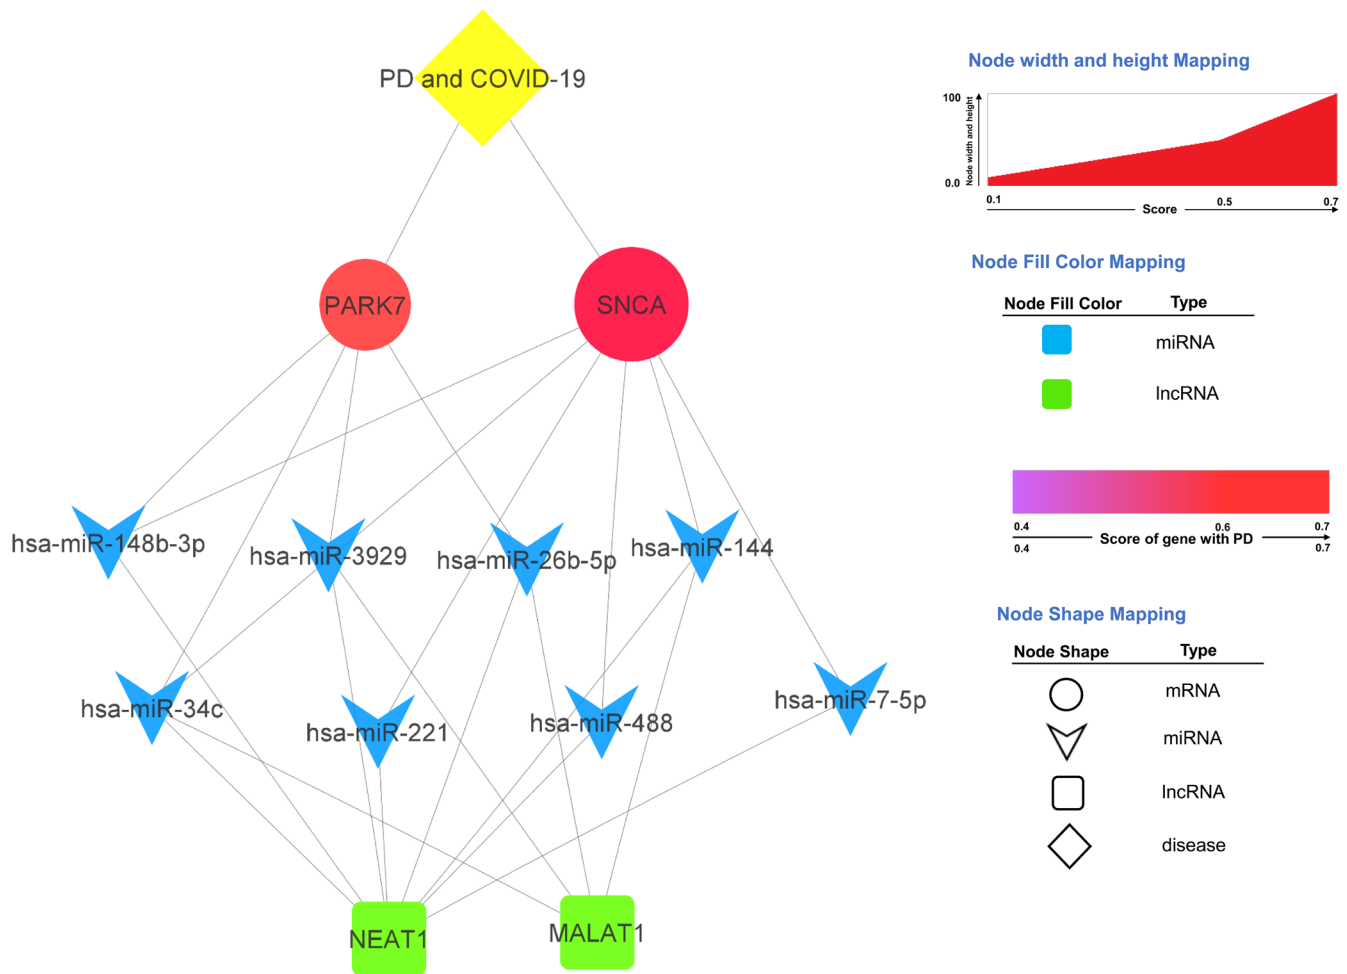 PD and COVID-19
PARK7
SNCA
hsa-miR-148b-3p
hsa-miR-3929
hsa-miR-26b-5p
hsa-miR-144
hsa-miR-34c
hsa-miR-221
hsa-miR-488
hsa-miR-7-5p
NEAT1
MALAT1
Node width and height Mapping
100
Node width and height
0.0
0.1
0.5
0.7
Score
Node Fill Color Mapping
Node Fill Color Type
miRNA
lncRNA
0.4 0.6 0.7
0.4 Score of gene with PD 0.7
Node Shape Mapping
Node Shape Type
mRNA
miRNA
lncRNA
disease